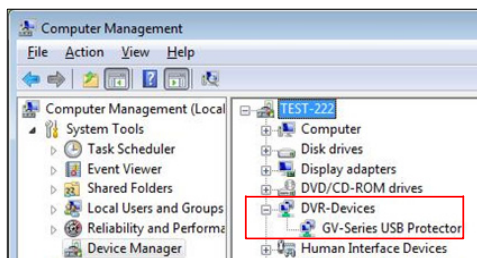 Computer Management
File Action View Help
Computer Management (Local
System Tools
Task Scheduler
Event Viewer
Shared Folders
Local Users and Groups
Reliability and Performa
Device Manager
TEST-222
Computer
Disk drives
Display adapters
DVD/CD-ROM drives
DVR-Devices
GV-Series USB Protector
Human Interface Devices